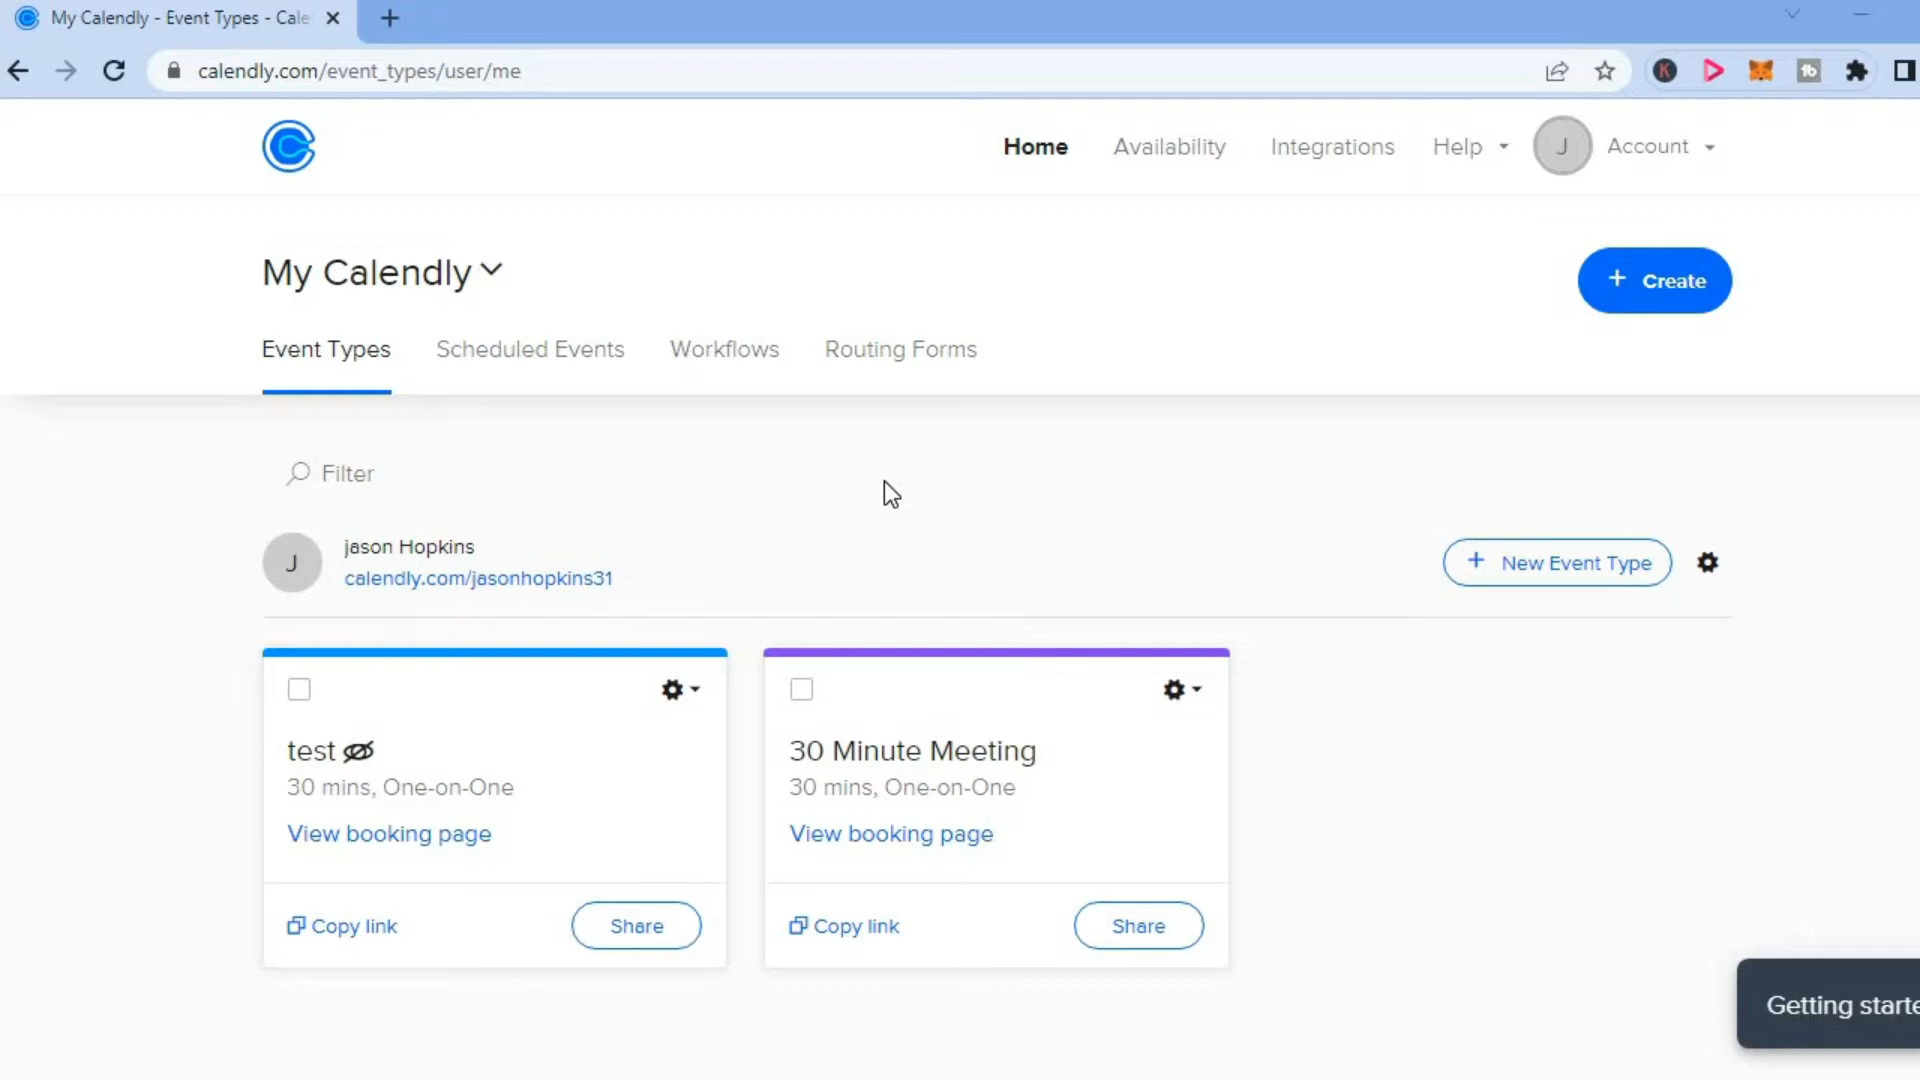 My Calendly - Event Types - Cale
calendly.com/event_types/user/me
K
tb
Home
Availability
Integrations
Help
J
Account
My Calendly
+ Create
Event Types
Scheduled Events
Workflows
Routing Forms
Filter
J
jason Hopkins
calendly.com/jasonhopkins31
+ New Event Type
test
30 mins, One-on-One
View booking page
Copy link
Share
30 Minute Meeting
30 mins, One-on-One
View booking page
Copy link
Share
Getting starte